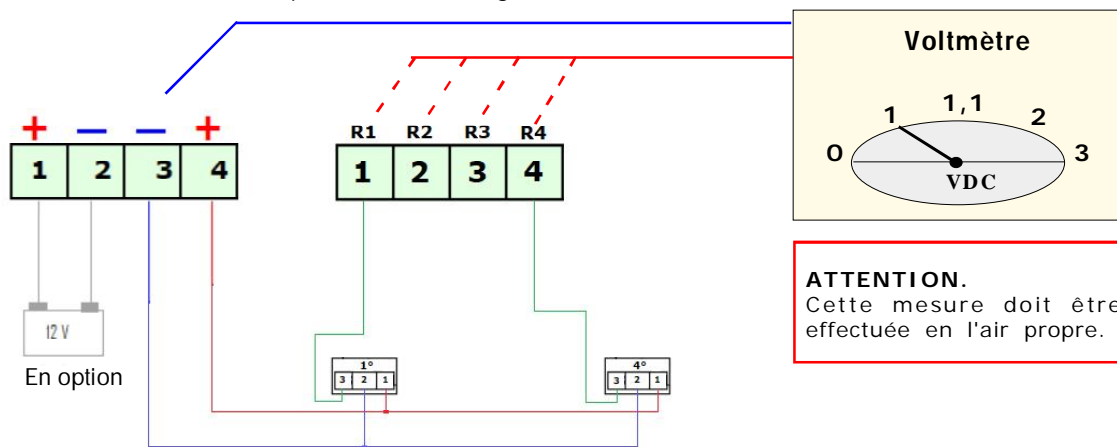 Voltmètre
0 1 1,1 2 3
VDC
+ − − +
1 2 3 4
R1 R2 R3 R4
1 2 3 4
ATTENTION.
Cette mesure doit être
effectuée en l'air propre.
12 V
En option
1°
3 2 1
4°
3 2 1